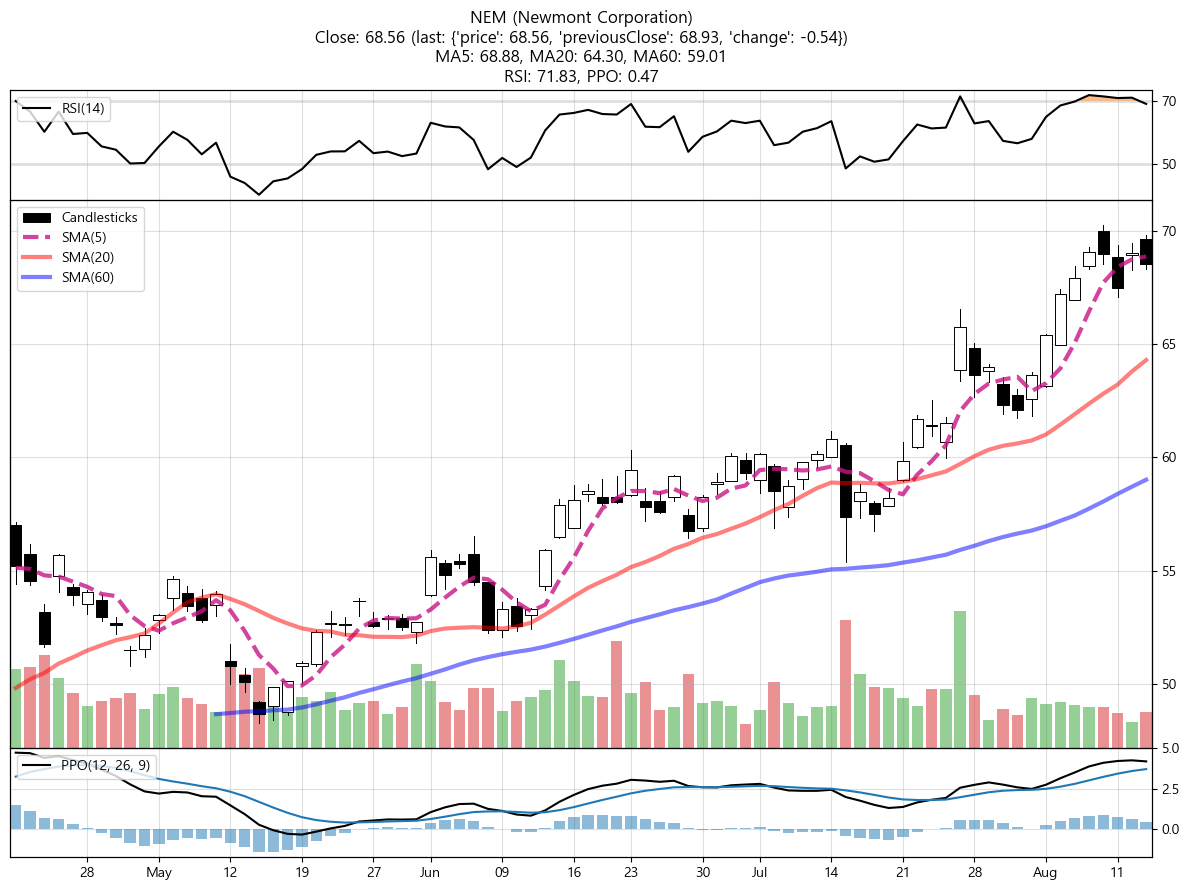 NEM (Newmont Corporation)
Close: 68.56 (last: {'price': 68.56, 'previousClose': 68.93, 'change': -0.54})
MA5: 68.88, MA20: 64.30, MA60: 59.01
RSI: 71.83, PPO: 0.47
RSI(14)
70
50
Candlesticks
SMA(5)
SMA(20)
SMA(60)
70
65
60
55
50
PPO(12, 26, 9)
5.0
2.5
0.0
28 May 12 19 27 Jun 09 16 23 30 Jul 14 21 28 Aug 11